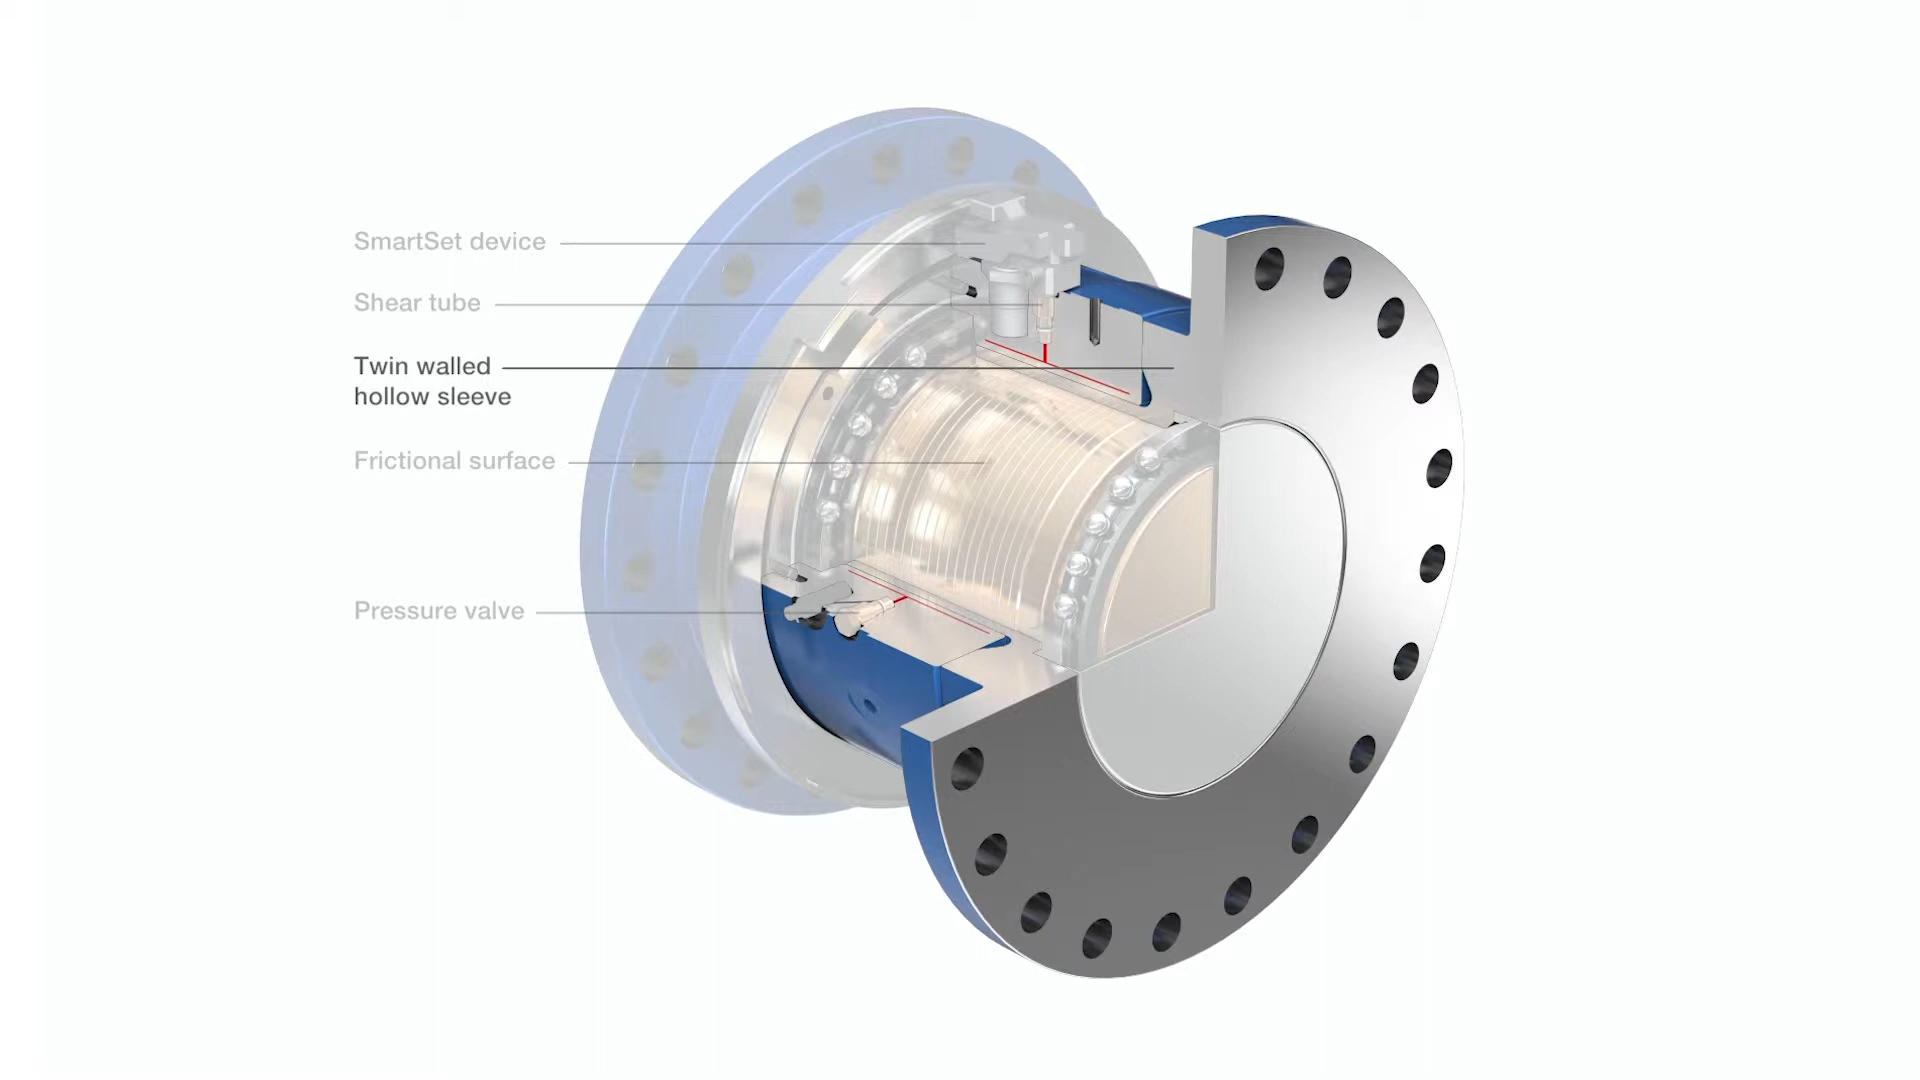 SmartSet device
Shear tube
Twin walled
hollow sleeve
Frictional surface
Pressure valve